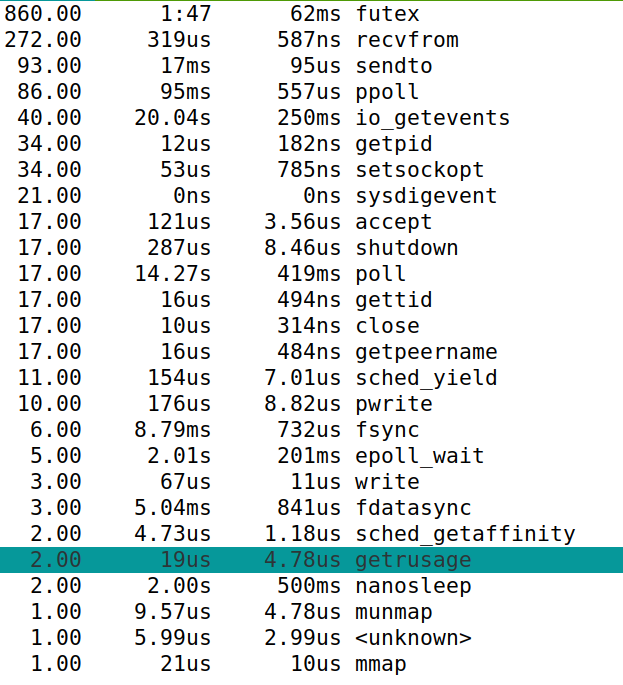 860.00 1:47 62ms futex
272.00 319us 587ns recvfrom
93.00 17ms 95us sendto
86.00 95ms 557us ppoll
40.00 20.04s 250ms io_getevents
34.00 12us 182ns getpid
34.00 53us 785ns setsockopt
21.00 0ns 0ns sysdigevent
17.00 121us 3.56us accept
17.00 287us 8.46us shutdown
17.00 14.27s 419ms poll
17.00 16us 494ns gettid
17.00 10us 314ns close
17.00 16us 484ns getpeername
11.00 154us 7.01us sched_yield
10.00 176us 8.82us pwrite
6.00 8.79ms 732us fsync
5.00 2.01s 201ms epoll_wait
3.00 67us 11us write
3.00 5.04ms 841us fdatasync
2.00 4.73us 1.18us sched_getaffinity
2.00 19us 4.78us getrusage
2.00 2.00s 500ms nanosleep
1.00 9.57us 4.78us munmap
1.00 5.99us 2.99us <unknown>
1.00 21us 10us mmap